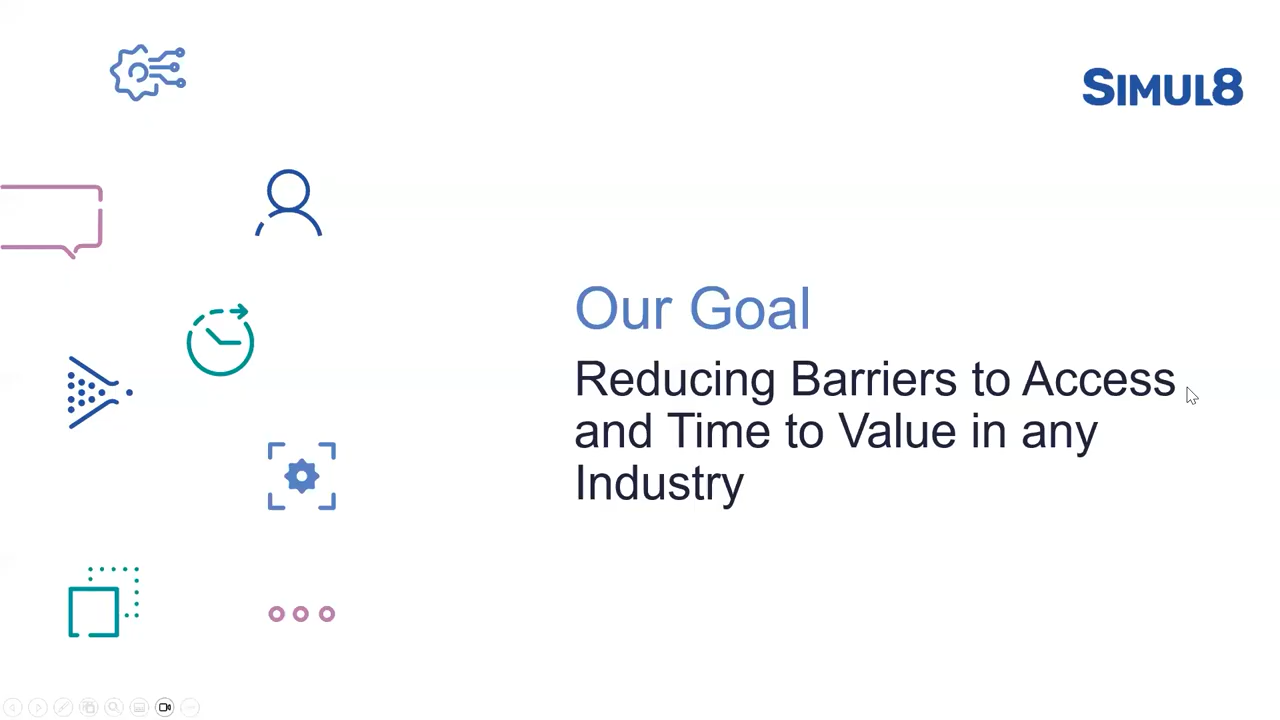 SIMUL8
Our Goal
Reducing Barriers to Access
and Time to Value in any
Industry